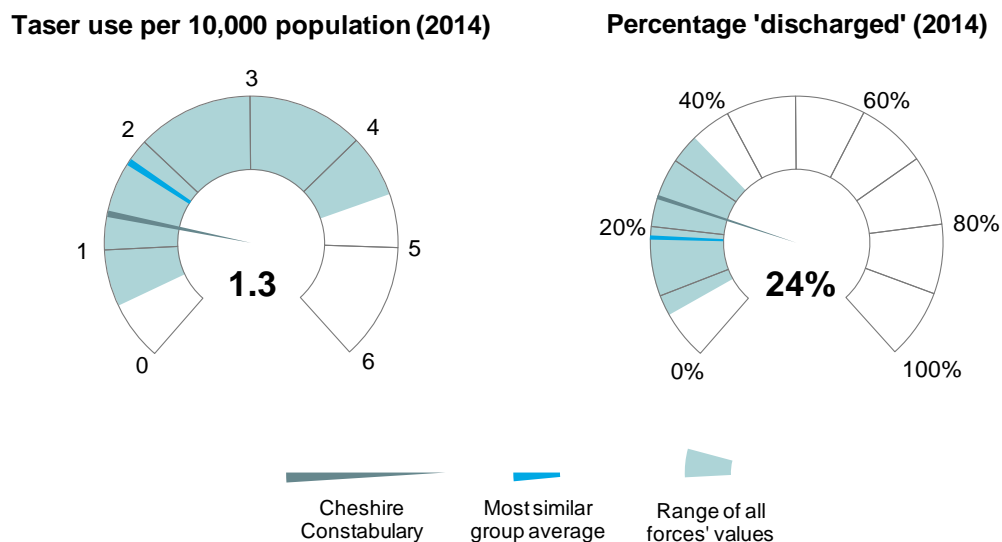 Taser use per 10,000 population (2014)
0
1
2
3
4
5
6
1.3
Percentage 'discharged' (2014)
0%
20%
40%
60%
80%
100%
24%
Cheshire
Constabulary
Most similar
group average
Range of all
forces' values